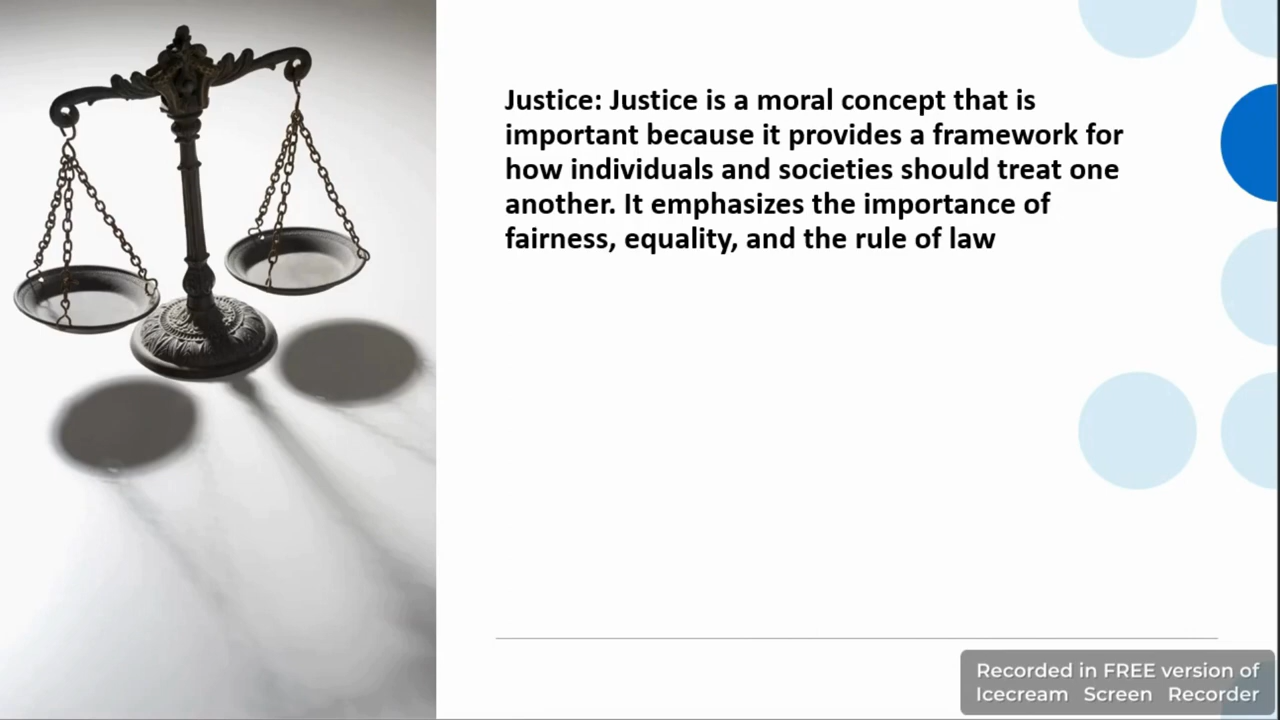 Justice: Justice is a moral concept that is
important because it provides a framework for
how individuals and societies should treat one
another. It emphasizes the importance of
fairness, equality, and the rule of law
Recorded in FREE version of
Icecream Screen Recorder